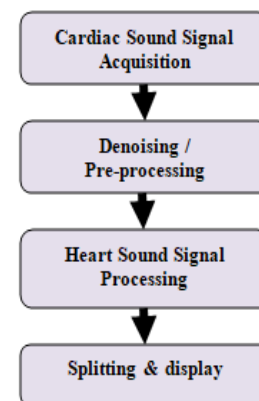 Cardiac Sound Signal
Acquisition
Denoising /
Pre-processing
Heart Sound Signal
Processing
Splitting & display